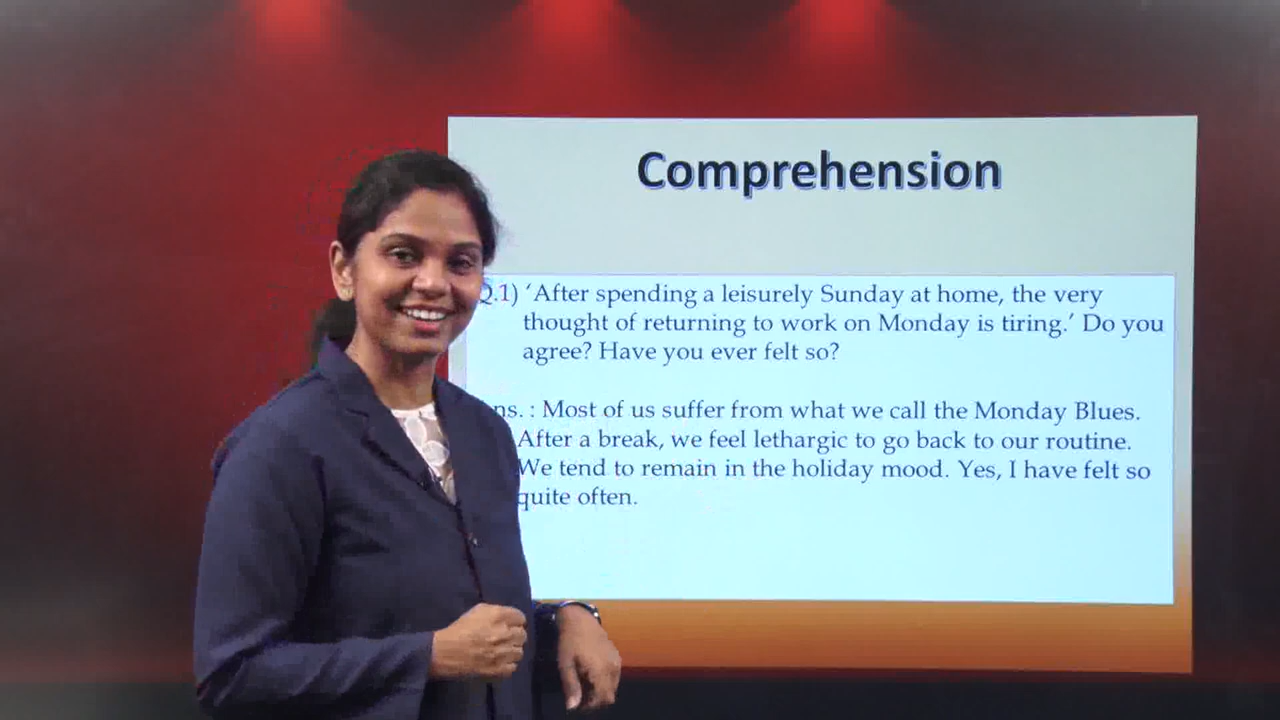 Comprehension
Q.1) ‘After spending a leisurely Sunday at home, the very
thought of returning to work on Monday is tiring.’ Do you
agree? Have you ever felt so?
ns. : Most of us suffer from what we call the Monday Blues.
After a break, we feel lethargic to go back to our routine.
We tend to remain in the holiday mood. Yes, I have felt so
quite often.